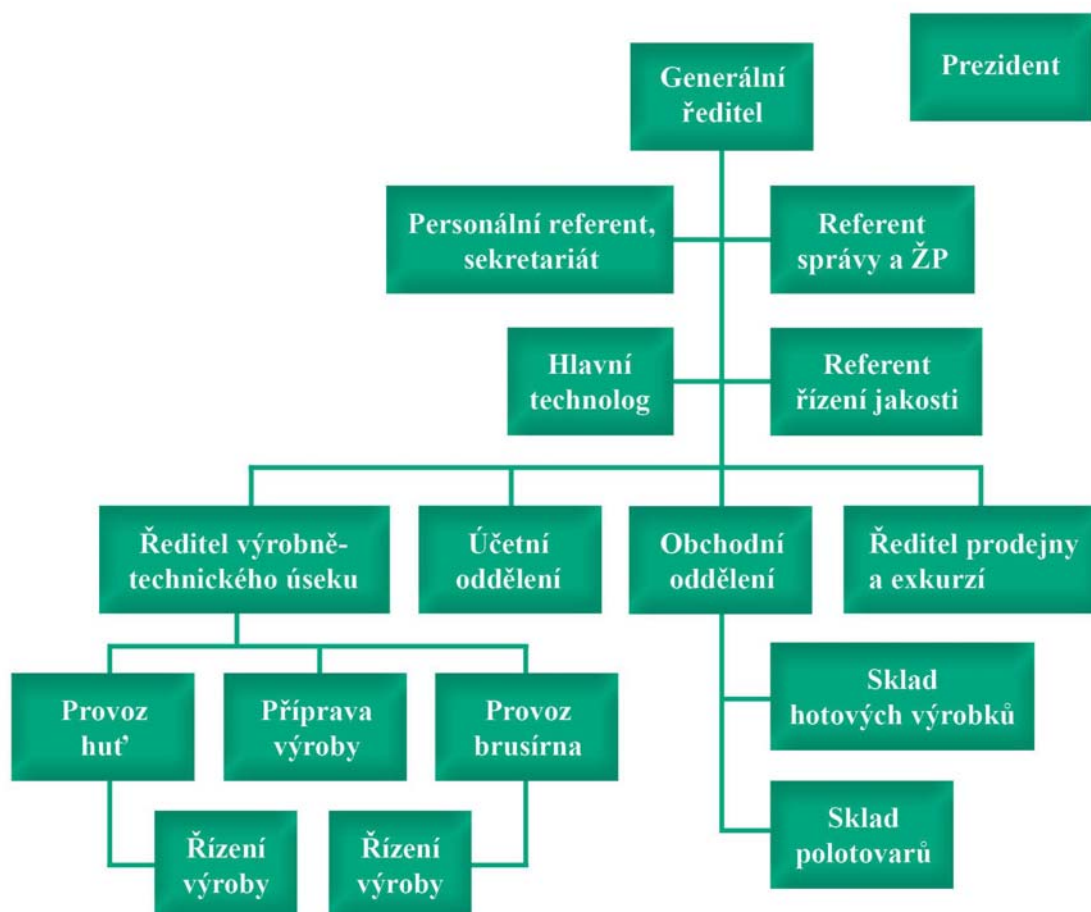 Generální
ředitel
Prezident
Personální referent,
sekretariát
Referent
správy a ŽP
Hlavní
technolog
Referent
řízení jakosti
Ředitel výrobně-
technického úseku
Účetní
oddělení
Obchodní
oddělení
Ředitel prodejny
a exkurzí
Provoz
huť
Příprava
výroby
Provoz
brusírna
Sklad
hotových výrobků
Řízení
výroby
Řízení
výroby
Sklad
polotovarů